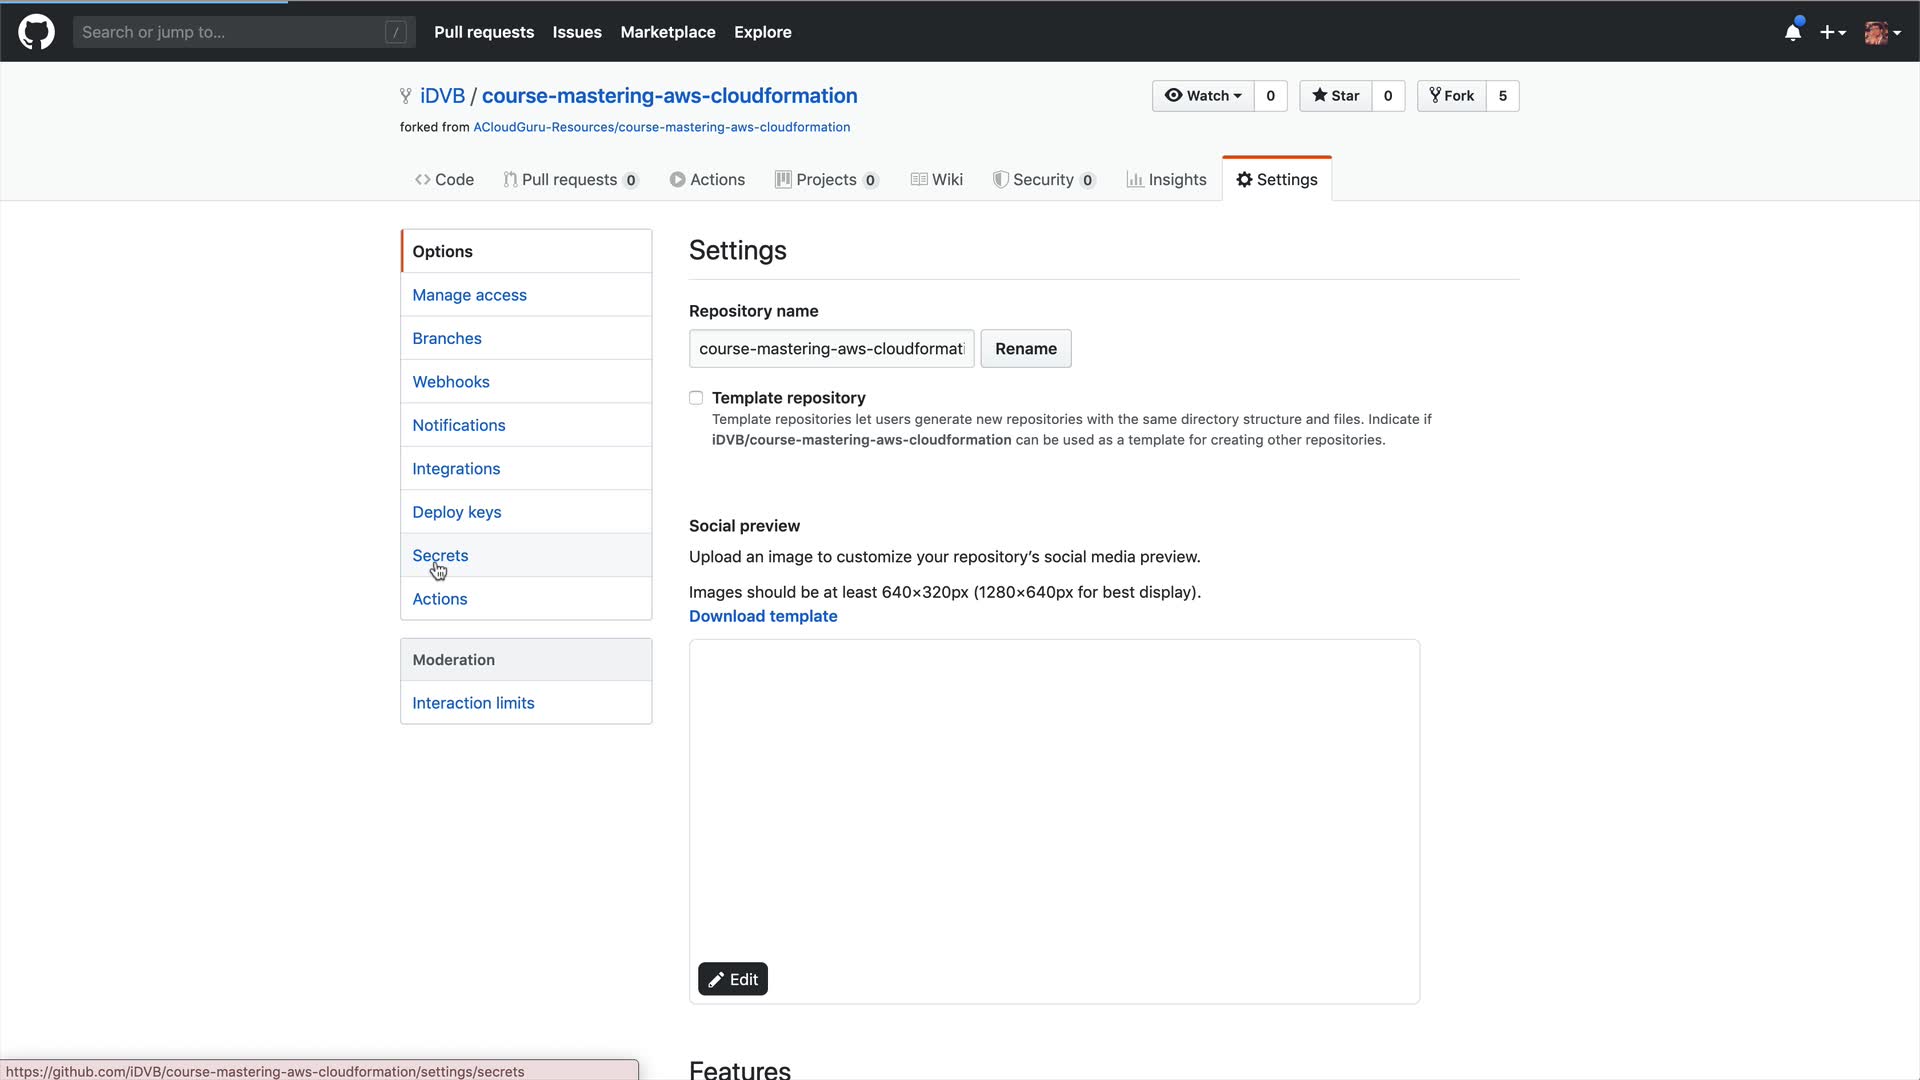 Search or jump to...
/
Pull requests
Issues
Marketplace
Explore
iDVB / course-mastering-aws-cloudformation
Watch
0
Star
0
Fork
5
forked from ACloudGuru-Resources/course-mastering-aws-cloudformation
Code
Pull requests 0
Actions
Projects 0
Wiki
Security 0
Insights
Settings
Options
Manage access
Branches
Webhooks
Notifications
Integrations
Deploy keys
Secrets
Actions
Moderation
Interaction limits
Settings
Repository name
course-mastering-aws-cloudformati
Rename
Template repository
Template repositories let users generate new repositories with the same directory structure and files. Indicate if
iDVB/course-mastering-aws-cloudformation can be used as a template for creating other repositories.
Social preview
Upload an image to customize your repository’s social media preview.
Images should be at least 640×320px (1280×640px for best display).
Download template
Edit
Features
https://github.com/iDVB/course-mastering-aws-cloudformation/settings/secrets